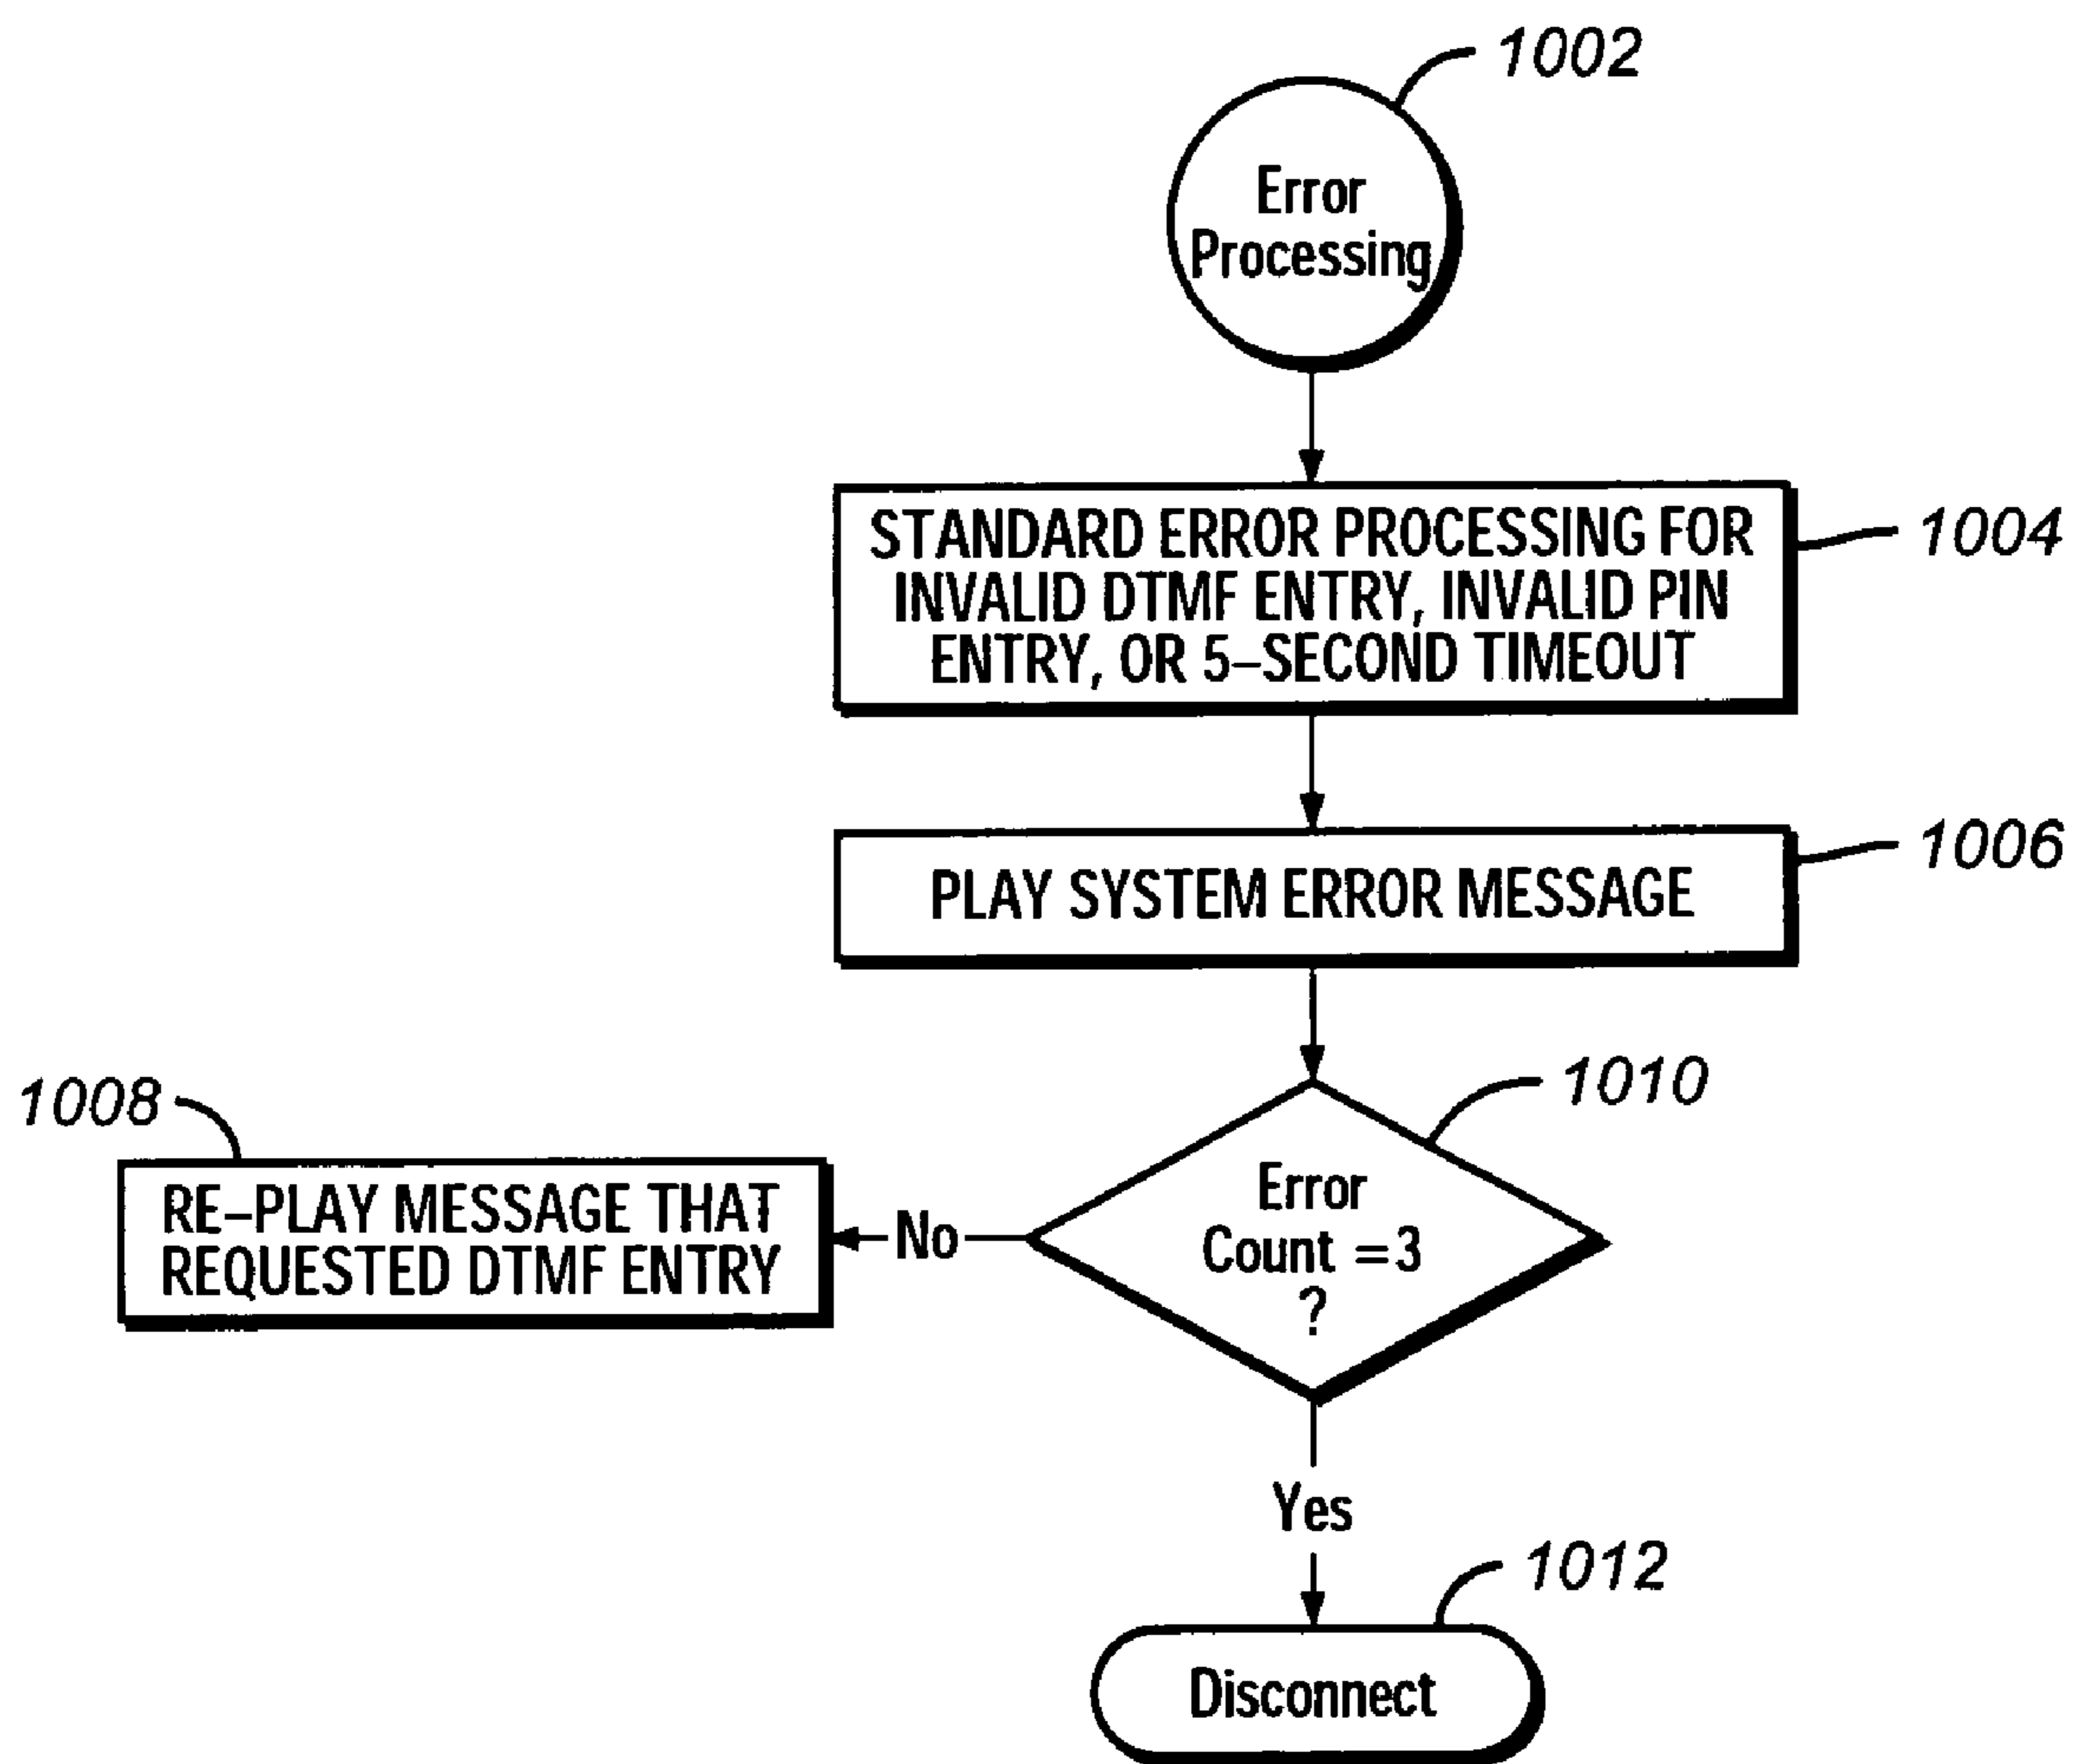 1002
Error
Processing
STANDARD ERROR PROCESSING FOR
INVALID DTMF ENTRY, INVALID PIN
ENTRY, OR 5–SECOND TIMEOUT
1004
PLAY SYSTEM ERROR MESSAGE
1006
1008
RE–PLAY MESSAGE THAT
REQUESTED DTMF ENTRY
No
1010
Error
Count =3
?
Yes
1012
Disconnect